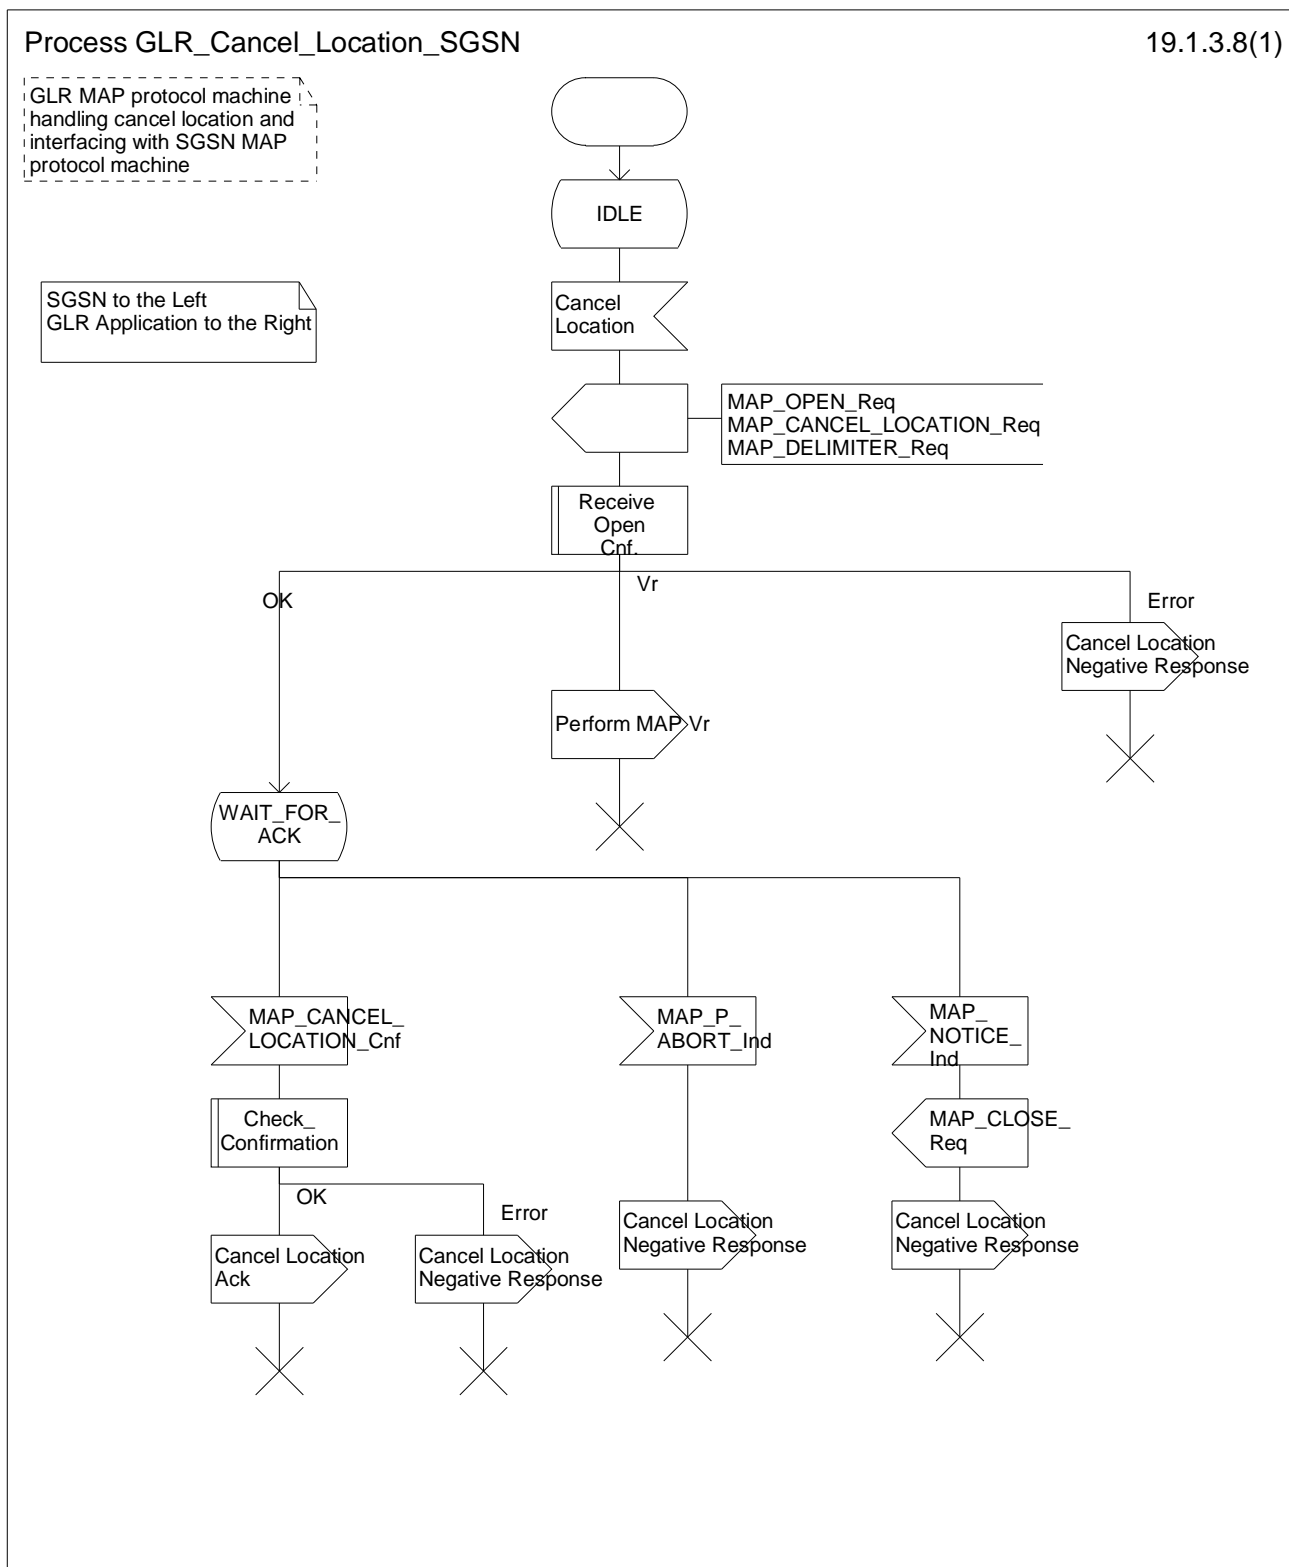 Process GLR_Cancel_Location_SGSN
19.1.3.8(1)
GLR MAP protocol machine
handling cancel location and
interfacing with SGSN MAP
protocol machine
IDLE
SGSN to the Left
GLR Application to the Right
Cancel
Location
MAP_OPEN_Req
MAP_CANCEL_LOCATION_Req
MAP_DELIMITER_Req
Receive
Open
Cnf.
OK
Vr
Error
Cancel Location
Negative Response
Perform MAP Vr
WAIT_FOR_
ACK
MAP_CANCEL_
LOCATION_Cnf
MAP_P_
ABORT_Ind
MAP_
NOTICE_
Ind
Check_
Confirmation
MAP_CLOSE_
Req
OK
Error
Cancel Location
Ack
Cancel Location
Negative Response
Cancel Location
Negative Response
Cancel Location
Negative Response